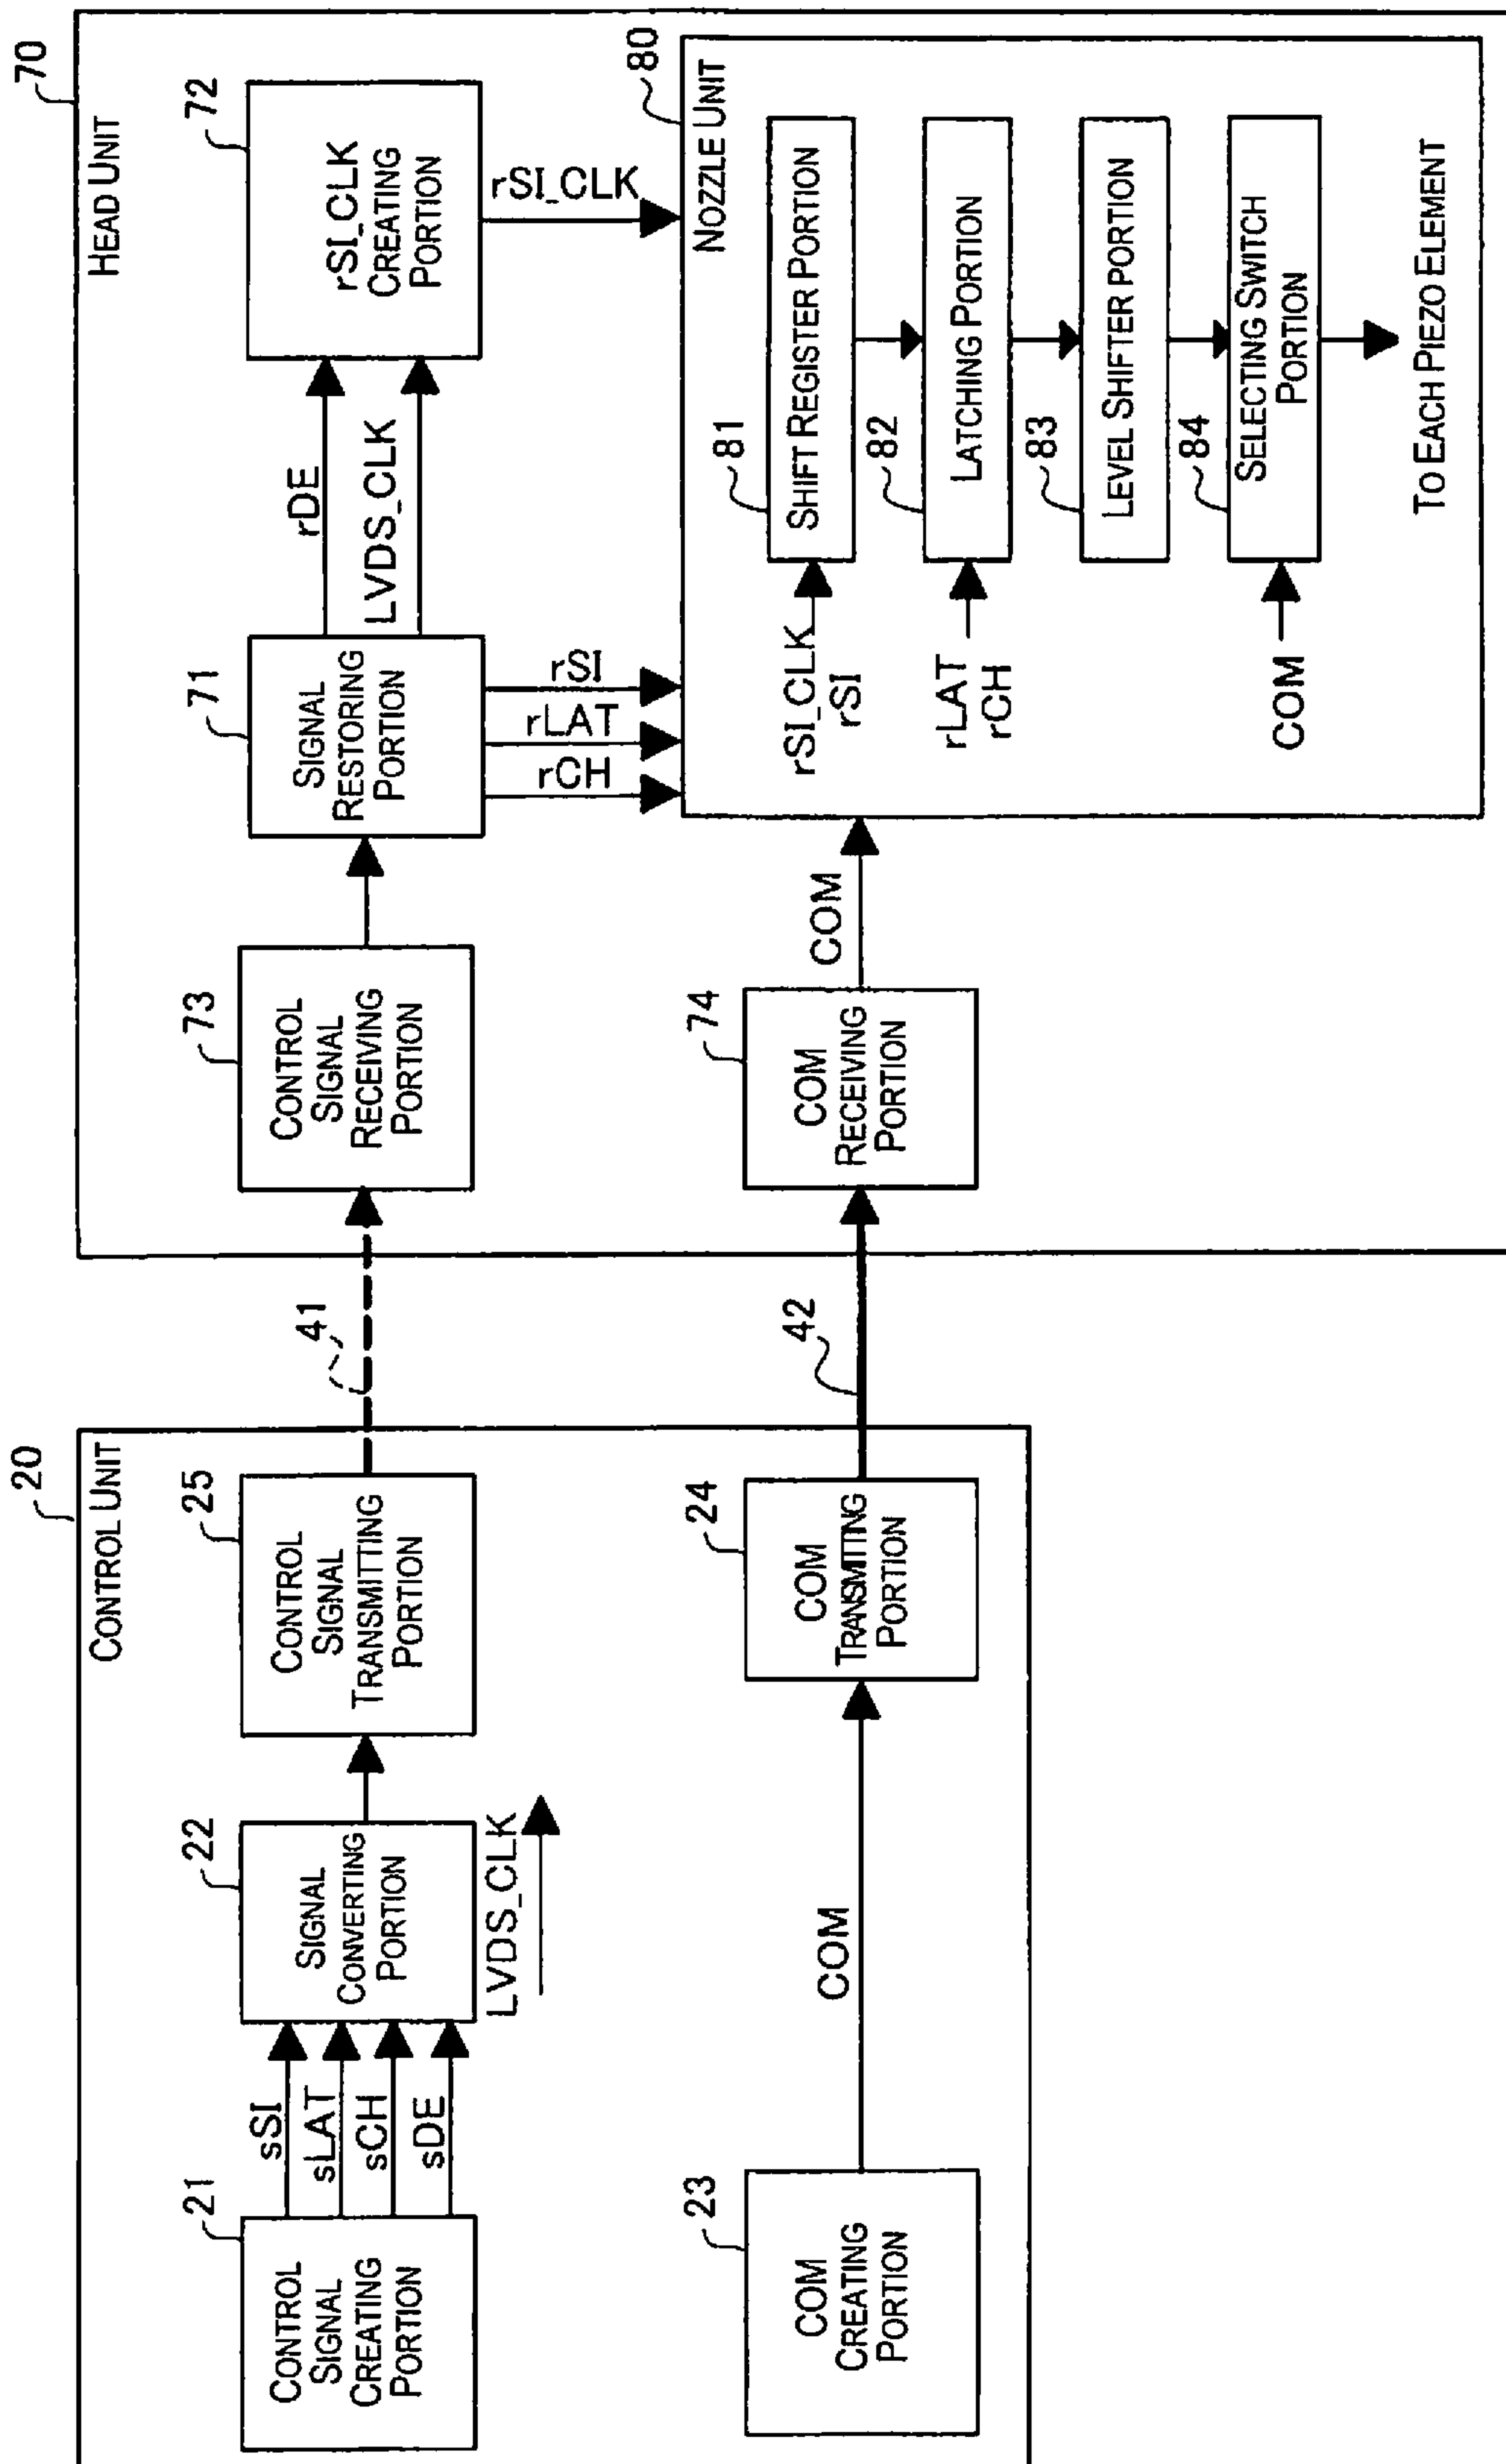 20
CONTROL UNIT
21
CONTROL
SIGNAL
CREATING
PORTION
sSI
sLAT
sCH
sDE
22
SIGNAL
CONVERTING
PORTION
LVDS_CLK
25
CONTROL
SIGNAL
TRANSMITTING
PORTION
23
COM
CREATING
PORTION
COM
24
COM
TRANSMITTING
PORTION
41
42
70
HEAD UNIT
73
CONTROL
SIGNAL
RECEIVING
PORTION
71
SIGNAL
RESTORING
PORTION
rDE
LVDS_CLK
72
rSI_CLK
CREATING
PORTION
rSI_CLK
rSI
rLAT
rCH
74
COM
RECEIVING
PORTION
COM
80
NOZZLE UNIT
rSI_CLK
rSI
81
SHIFT REGISTER PORTION
rLAT
rCH
82
LATCHING PORTION
83
LEVEL SHIFTER PORTION
COM
84
SELECTING SWITCH
PORTION
TO EACH PIEZO ELEMENT